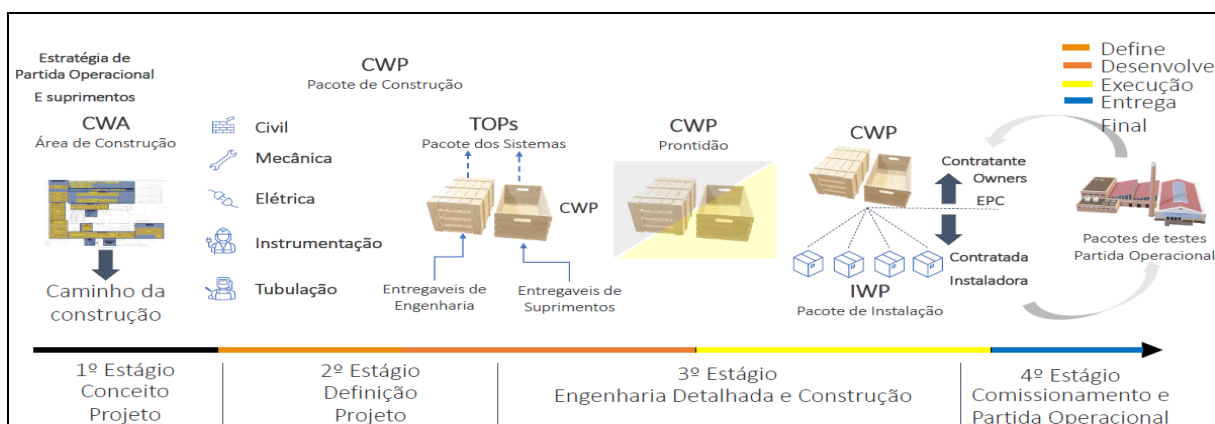 Estratégia de
Partida Operacional
E suprimentos
CWA
Área de Construção
Caminho da
construção
CWP
Pacote de Construção
Civil
Mecânica
Elétrica
Instrumentação
Tubulação
TOPs
Pacote dos Sistemas
CWP
Entregaveis de
Engenharia
Entregaveis de
Suprimentos
CWP
Prontidão
CWP
IWP
Pacote de Instalação
Contratante
Owners
EPC
Contratada
Instaladora
Define
Desenvolve
Execução
Entrega
Final
Pacotes de testes
Partida Operacional
1º Estágio
Conceito
Projeto
2º Estágio
Definição
Projeto
3º Estágio
Engenharia Detalhada e Construção
4º Estágio
Comissionamento e
Partida Operacional